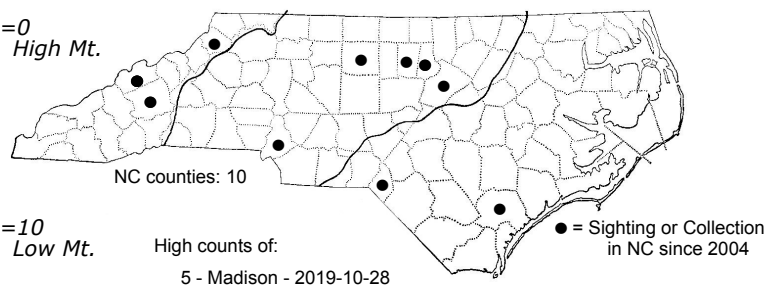 =0
High Mt.
NC counties: 10
=10
Low Mt.
High counts of:
5 - Madison - 2019-10-28
● = Sighting or Collection
in NC since 2004